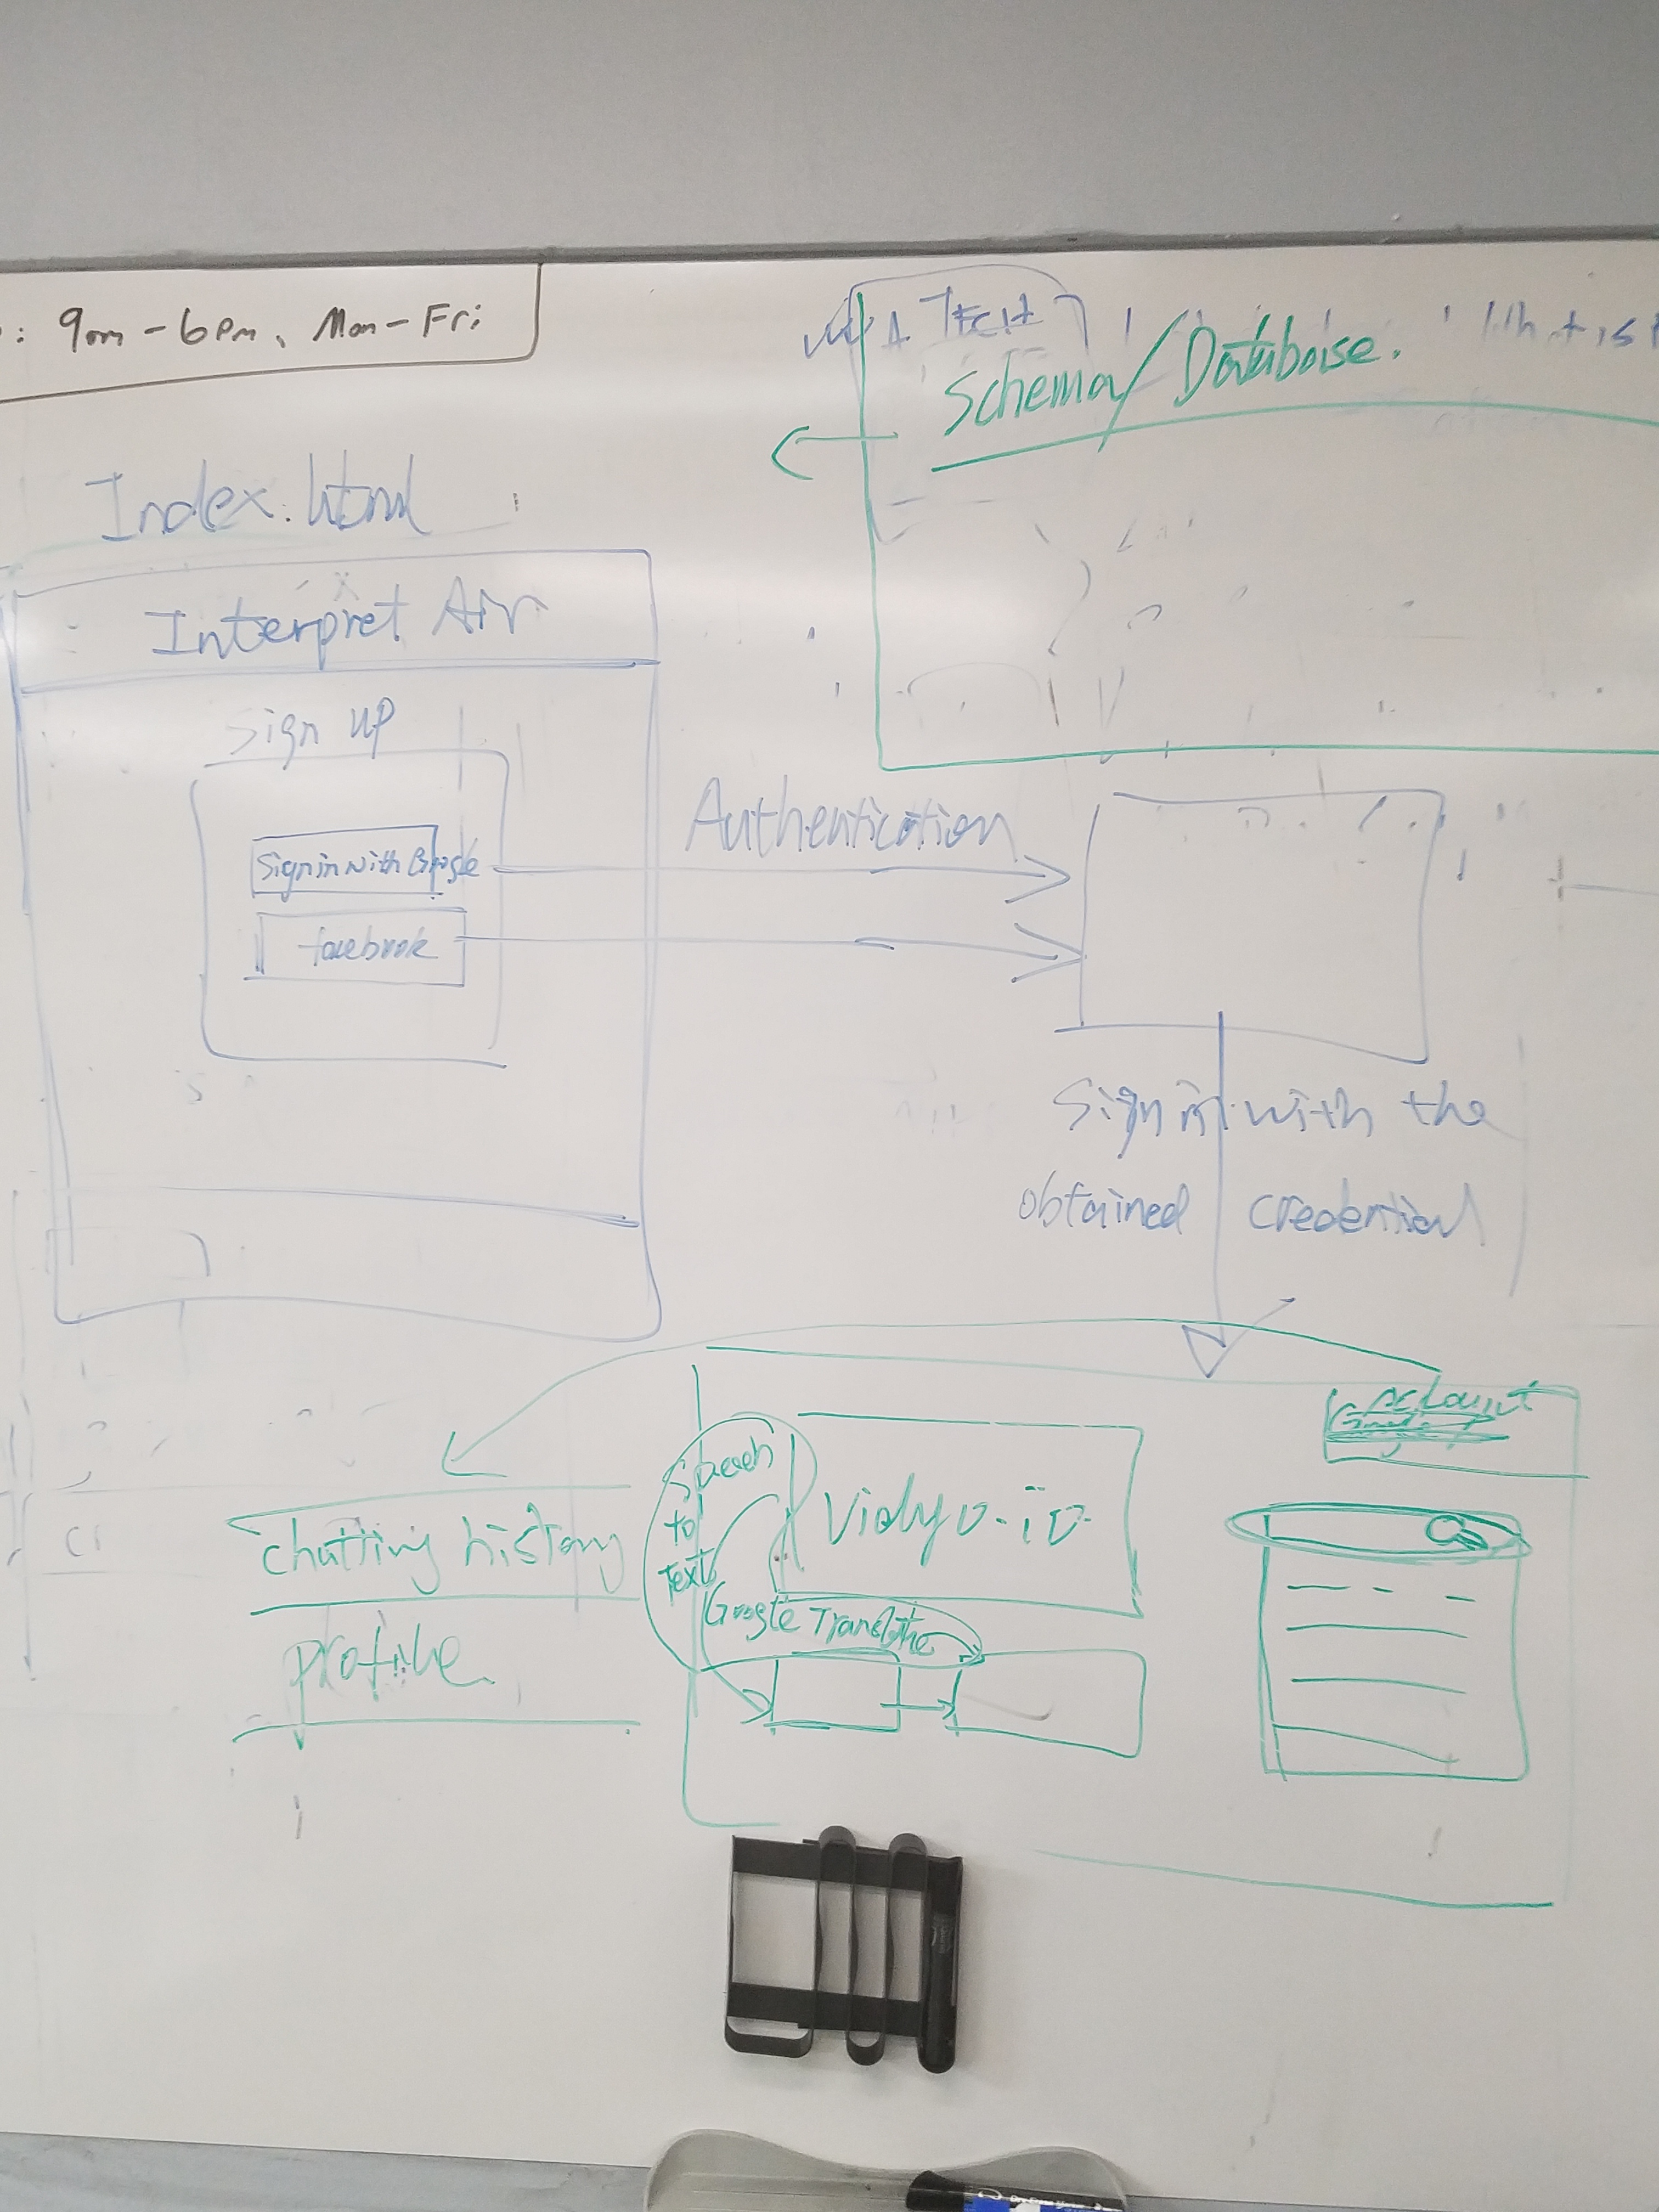 : 9am - 6pm, Mon - Fri
Schema / Database.
Index.html
Interpret Air
Sign up
Sign in with Google
facebook
Authentication
Sign in with the
obtained credential
Account
Speech
to
Text
Vidyo.io
Google Translate
chatting history
profile